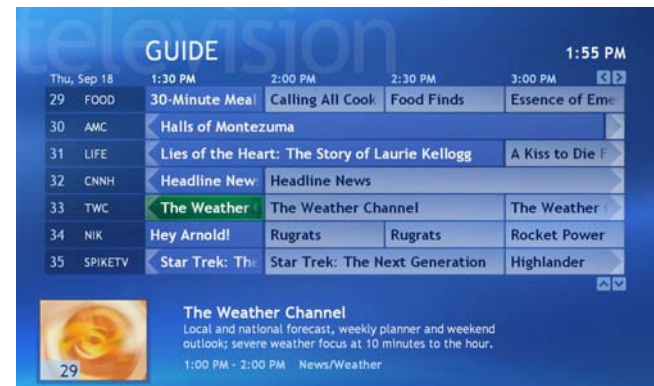 television
GUIDE 1:55 PM
Thu, Sep 18 1:30 PM 2:00 PM 2:30 PM 3:00 PM
29 FOOD 30-Minute Meal Calling All Cook Food Finds Essence of Eme
30 AMC Halls of Montezuma
31 LIFE Lies of the Heart: The Story of Laurie Kellogg A Kiss to Die F
32 CNNH Headline New Headline News
33 TWC The Weather The Weather Channel The Weather
34 NIK Hey Arnold! Rugrats Rugrats Rocket Power
35 SPIKETV Star Trek: The Star Trek: The Next Generation Highlander
The Weather Channel
Local and national forecast, weekly planner and weekend
outlook; severe weather focus at 10 minutes to the hour.
29 1:00 PM - 2:00 PM News/Weather